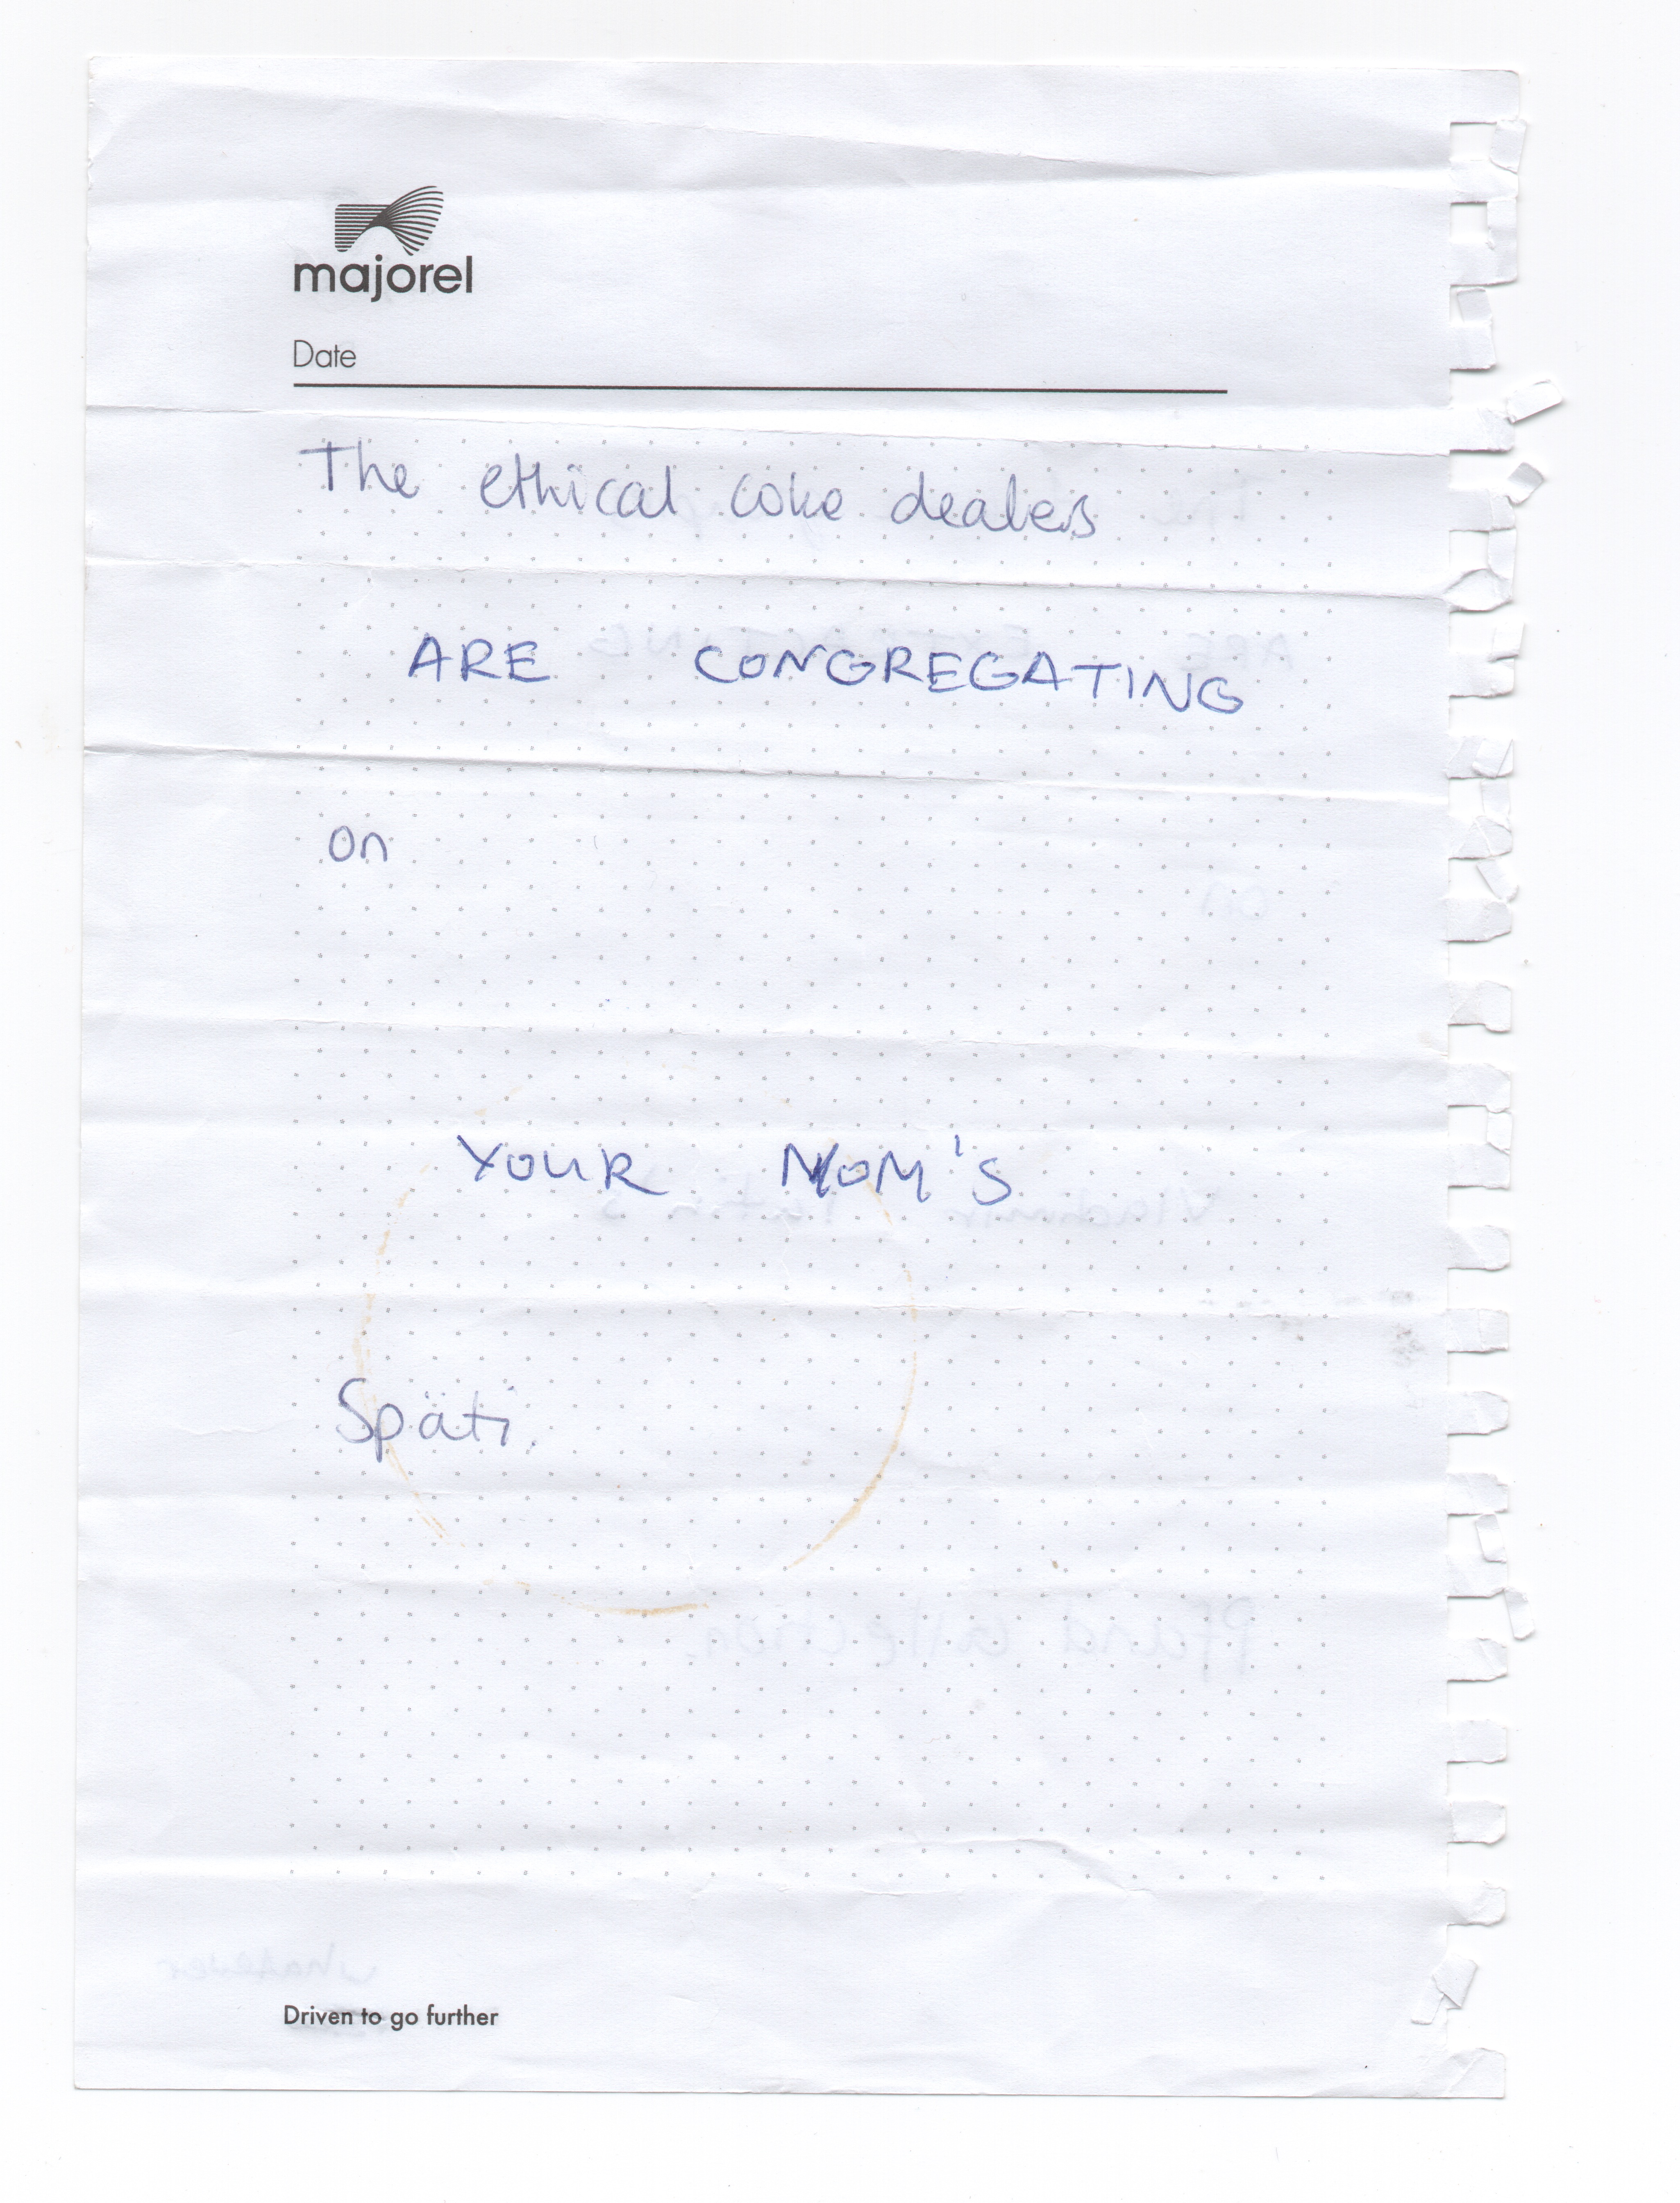 majorel
Date
The ethical coke dealers
ARE CONGREGATING
on
YOUR MOM'S
Späti.
Driven to go further